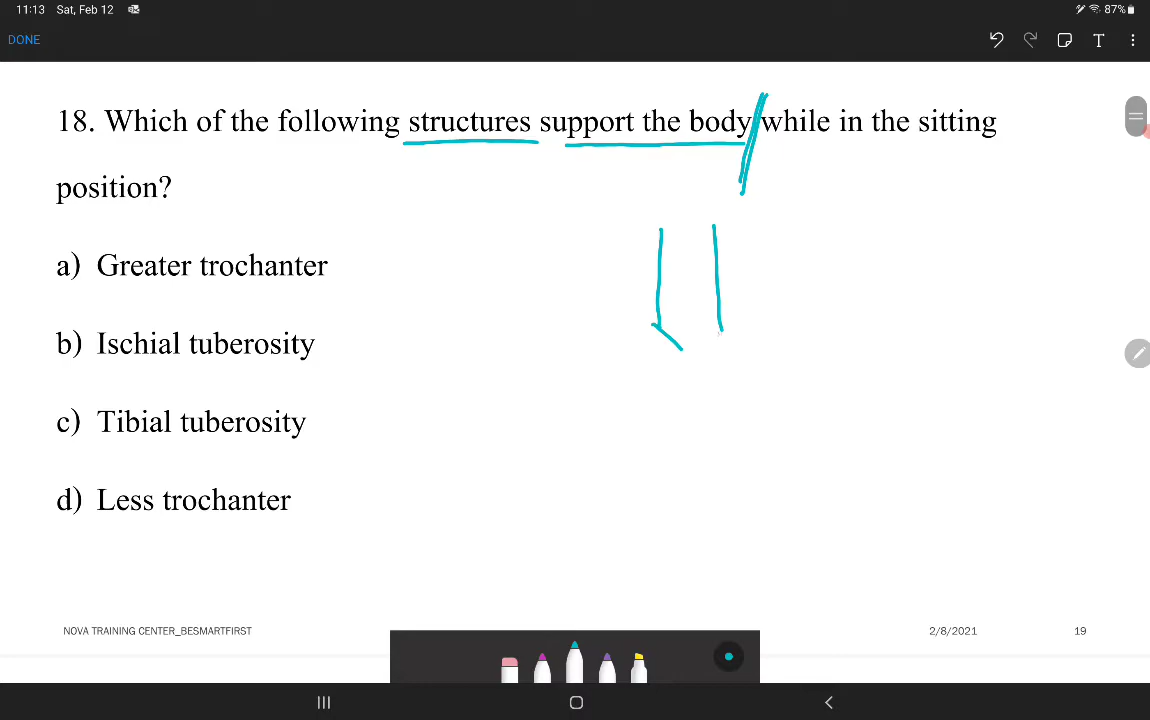 11:13 Sat, Feb 12 87%
DONE T
18. Which of the following structures support the body while in the sitting
position?
a) Greater trochanter
b) Ischial tuberosity
c) Tibial tuberosity
d) Less trochanter
NOVA TRAINING CENTER_BESMARTFIRST 2/8/2021 19